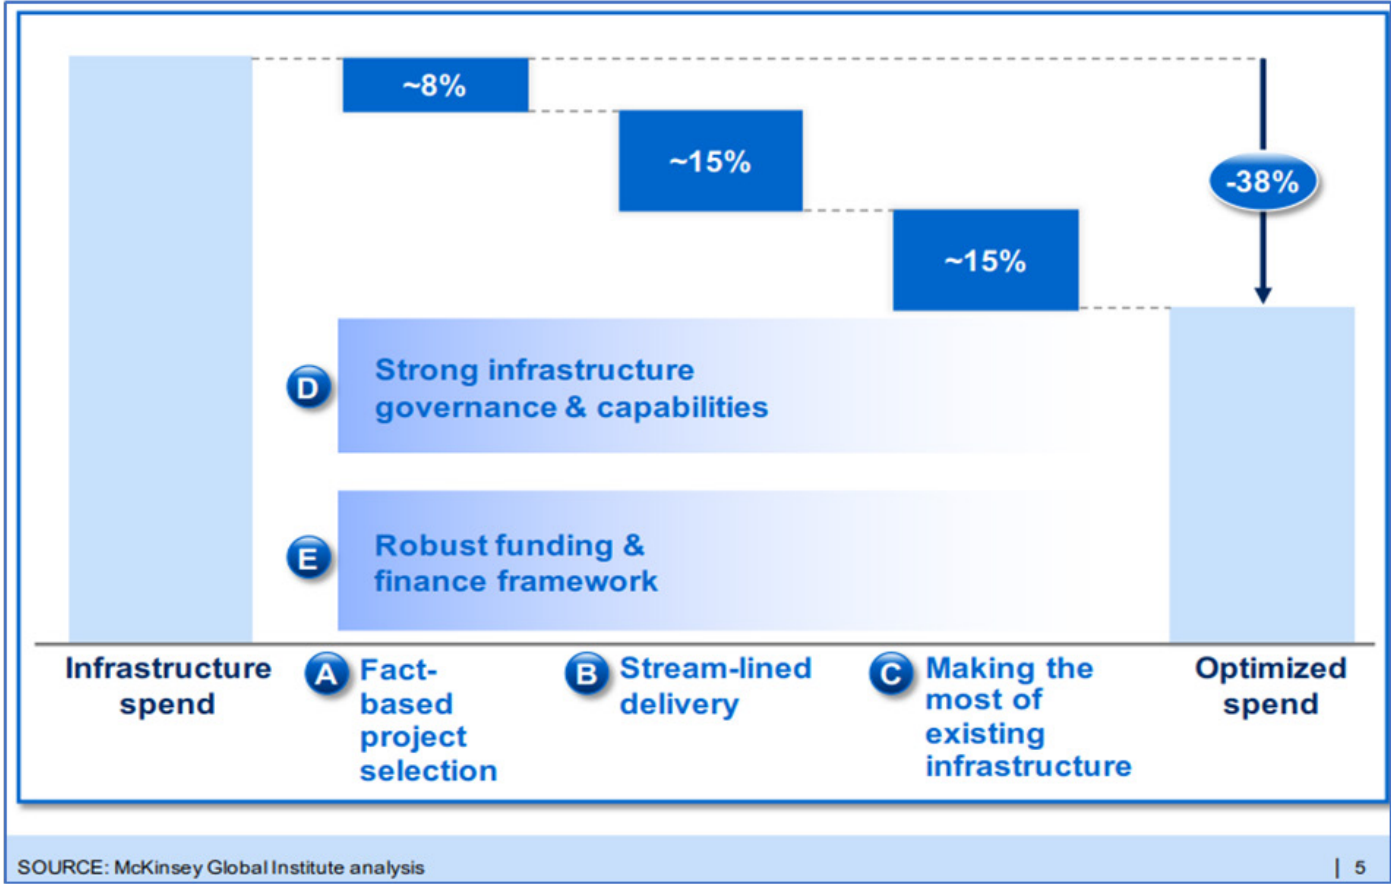 ~8%
~15%
~15%
-38%
D
Strong infrastructure
governance & capabilities
E
Robust funding &
finance framework
Infrastructure
spend
A
Fact-
based
project
selection
B
Stream-lined
delivery
C
Making the
most of
existing
infrastructure
Optimized
spend
SOURCE: McKinsey Global Institute analysis
| 5